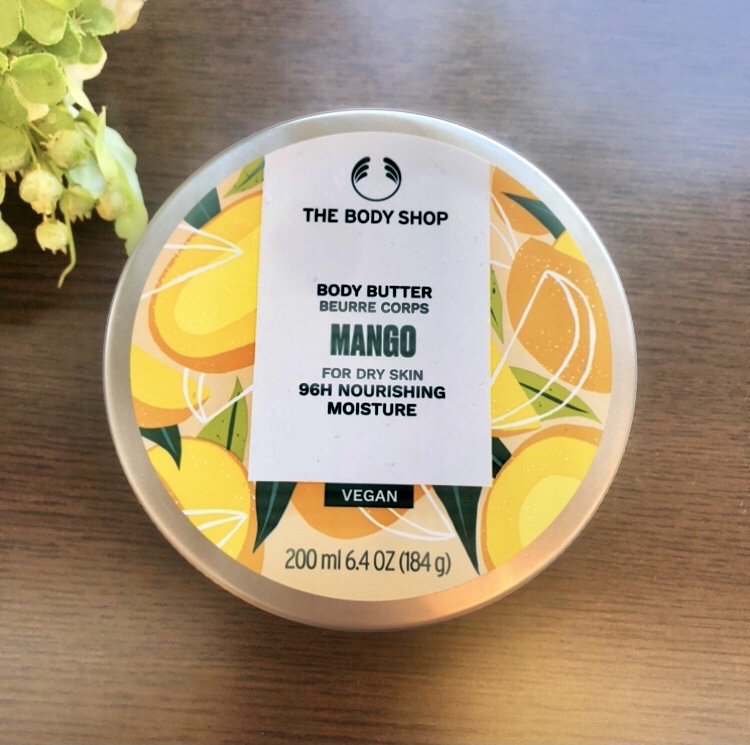 THE BODY SHOP
BODY BUTTER
BEURRE CORPS
MANGO
FOR DRY SKIN
96H NOURISHING
MOISTURE
VEGAN
200 ml 6.4 OZ (184 g)